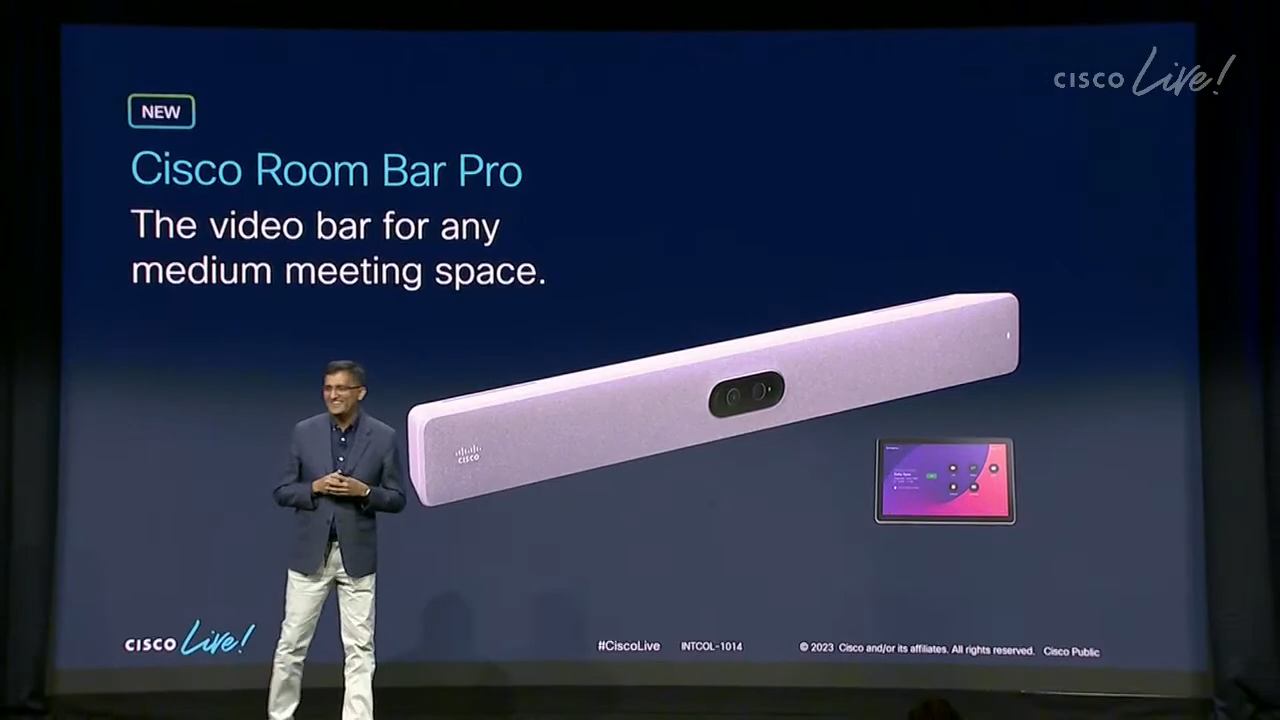 CISCO Live!
NEW
Cisco Room Bar Pro
The video bar for any
medium meeting space.
CISCO
CISCO Live!
#CiscoLive
INTCOL-1014
© 2023 Cisco and/or its affiliates. All rights reserved. Cisco Public